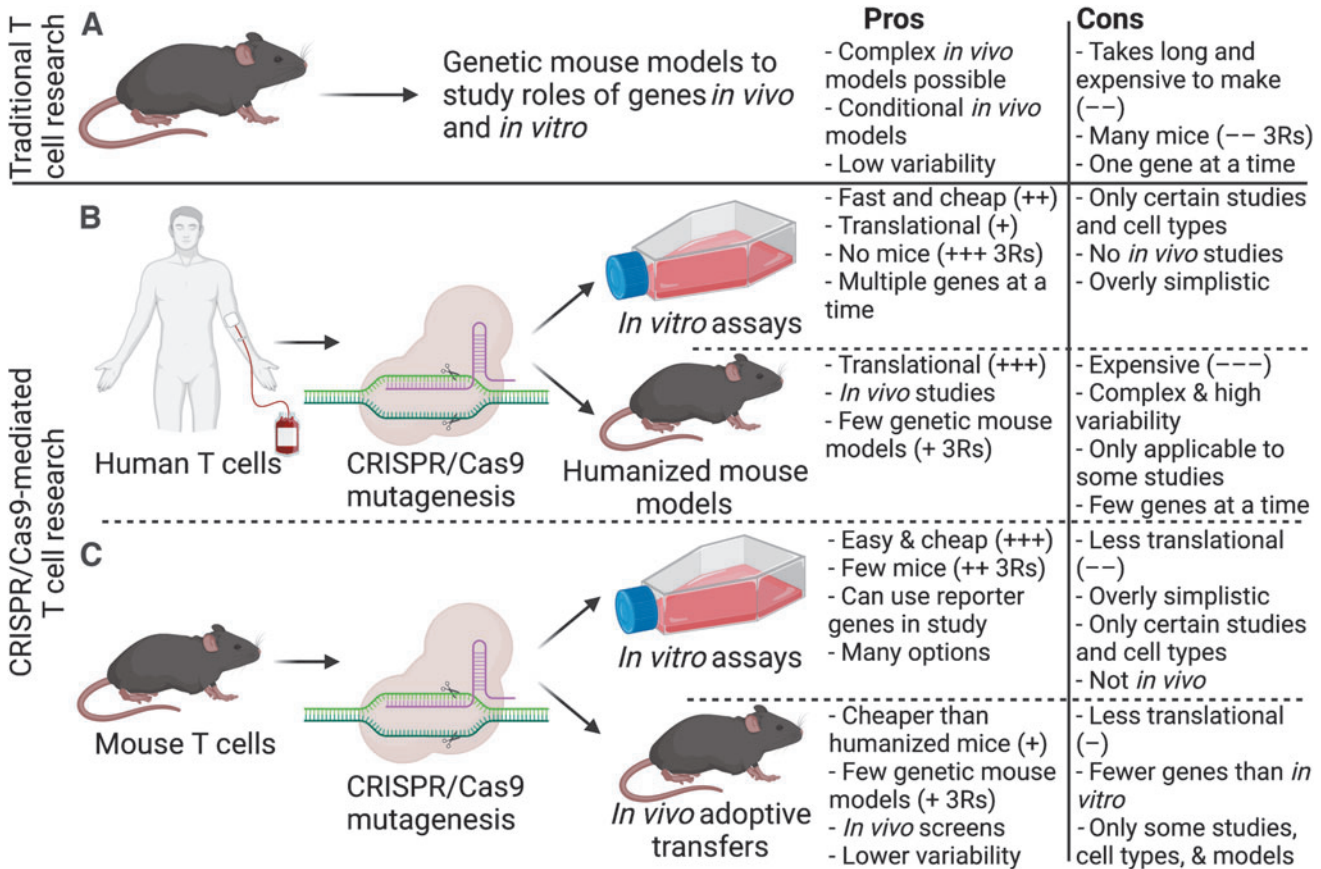 Pros
Cons
Traditional T
cell research
A
Genetic mouse models to
study roles of genes in vivo
and in vitro
- Complex in vivo
models possible
- Conditional in vivo
models
- Low variability
- Takes long and
expensive to make
(−−)
- Many mice (−− 3Rs)
- One gene at a time
CRISPR/Cas9-mediated
T cell research
B
Human T cells
CRISPR/Cas9
mutagenesis
In vitro assays
- Fast and cheap (++)
- Translational (+)
- No mice (+++ 3Rs)
- Multiple genes at a
time
- Only certain studies
and cell types
- No in vivo studies
- Overly simplistic
Humanized mouse
models
- Translational (+++)
- In vivo studies
- Few genetic mouse
models (+ 3Rs)
- Expensive (−−−)
- Complex & high
variability
- Only applicable to
some studies
- Few genes at a time
C
Mouse T cells
CRISPR/Cas9
mutagenesis
In vitro assays
- Easy & cheap (+++)
- Few mice (++ 3Rs)
- Can use reporter
genes in study
- Many options
- Less translational
(−−)
- Overly simplistic
- Only certain studies
and cell types
- Not in vivo
In vivo adoptive
transfers
- Cheaper than
humanized mice (+)
- Few genetic mouse
models (+ 3Rs)
- In vivo screens
- Lower variability
- Less translational
(−)
- Fewer genes than in
vitro
- Only some studies,
cell types, & models